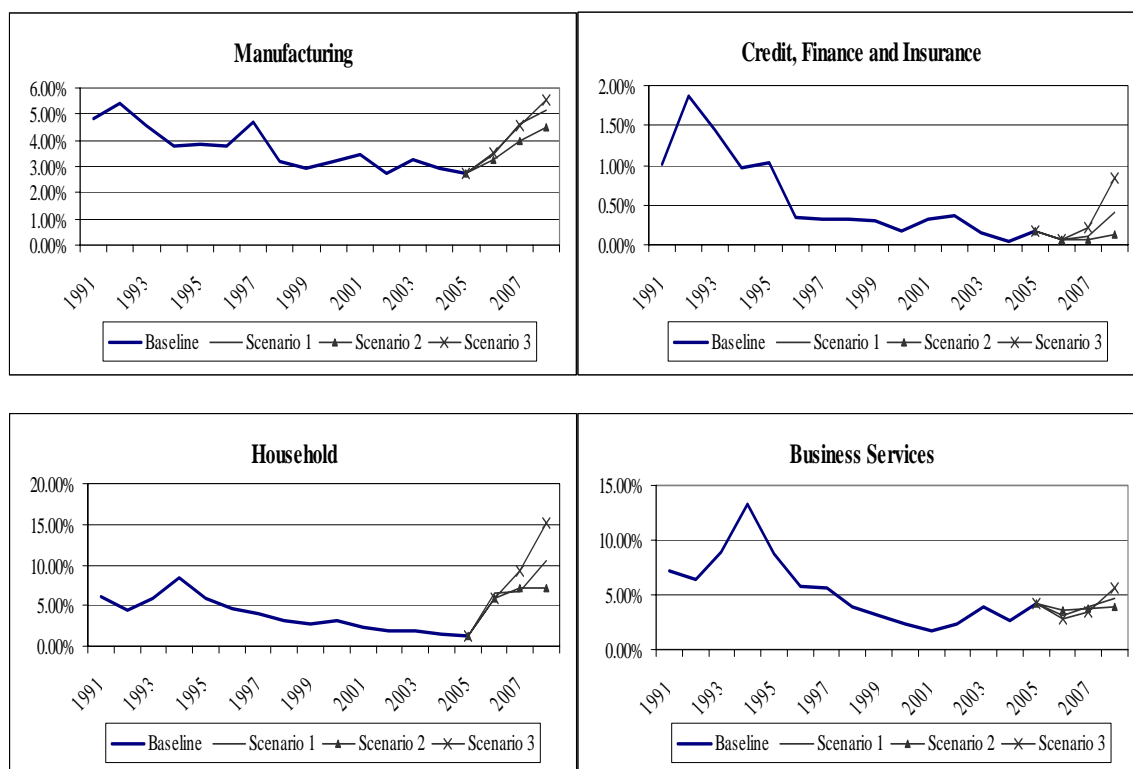 Manufacturing
6.00%
5.00%
4.00%
3.00%
2.00%
1.00%
0.00%
1991 1993 1995 1997 1999 2001 2003 2005 2007
Baseline Scenario 1 Scenario 2 Scenario 3
Credit, Finance and Insurance
2.00%
1.50%
1.00%
0.50%
0.00%
1991 1993 1995 1997 1999 2001 2003 2005 2007
Baseline Scenario 1 Scenario 2 Scenario 3
Household
20.00%
15.00%
10.00%
5.00%
0.00%
1991 1993 1995 1997 1999 2001 2003 2005 2007
Baseline Scenario 1 Scenario 2 Scenario 3
Business Services
15.00%
10.00%
5.00%
0.00%
1991 1993 1995 1997 1999 2001 2003 2005 2007
Baseline Scenario 1 Scenario 2 Scenario 3